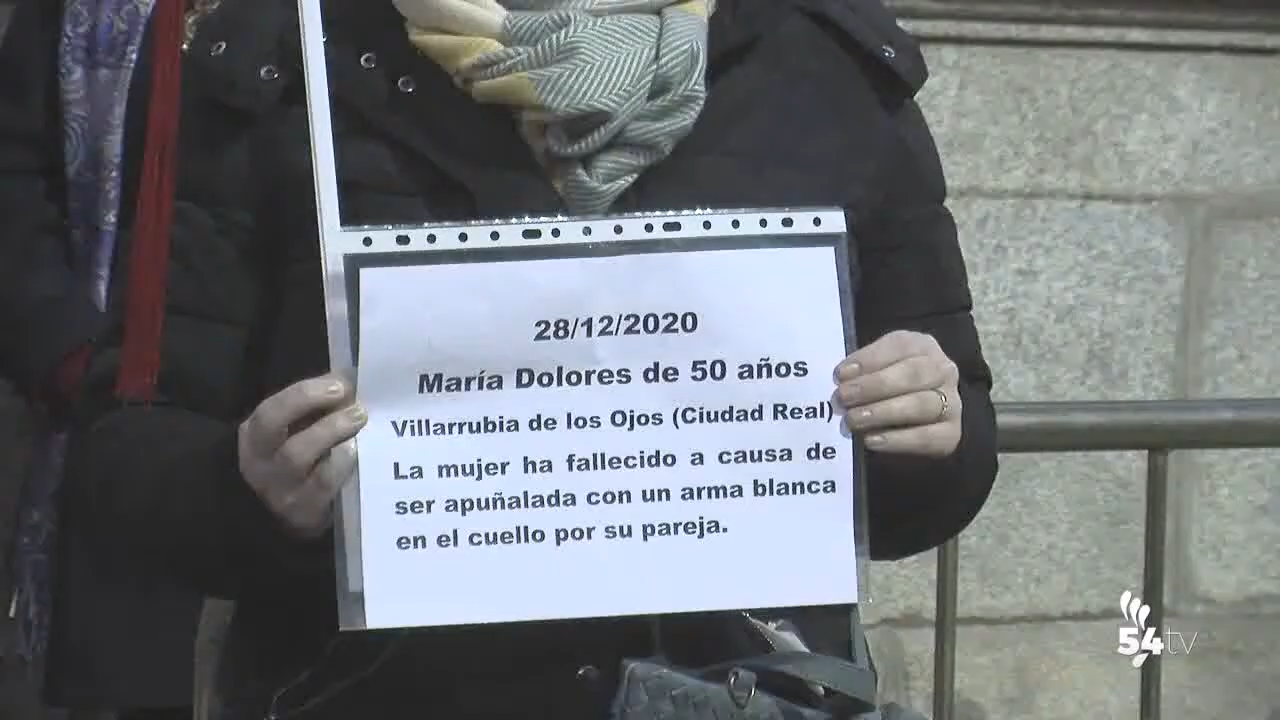 28/12/2020
María Dolores de 50 años
Villarrubia de los Ojos (Ciudad Real)
La mujer ha fallecido a causa de
ser apuñalada con un arma blanca
en el cuello por su pareja.
54tv